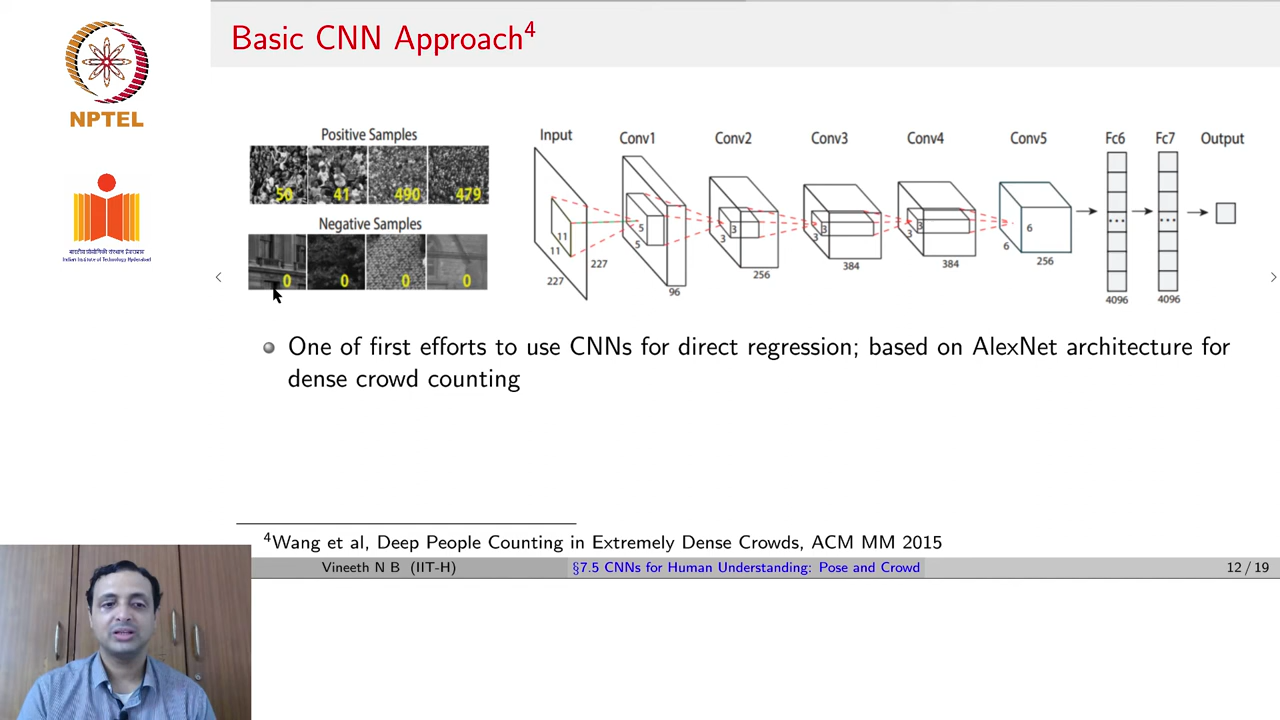 Basic CNN Approach4
NPTEL
Indian Institute of Technology Hyderabad
Positive Samples
50 41 490 479
Negative Samples
0 0 0 0
Input Conv1 Conv2 Conv3 Conv4 Conv5 Fc6 Fc7 Output
11
11
227
227
5
5
96
3
3
256
3
3
384
3
3
384
6
6
256
4096 4096
One of first efforts to use CNNs for direct regression; based on AlexNet architecture for
dense crowd counting
4Wang et al, Deep People Counting in Extremely Dense Crowds, ACM MM 2015
Vineeth N B (IIT-H) §7.5 CNNs for Human Understanding: Pose and Crowd 12 / 19